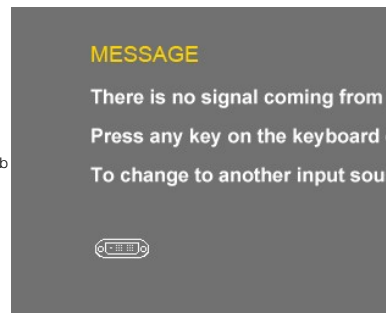 MESSAGE
There is no signal coming from
Press any key on the keyboard
b
To change to another input sou